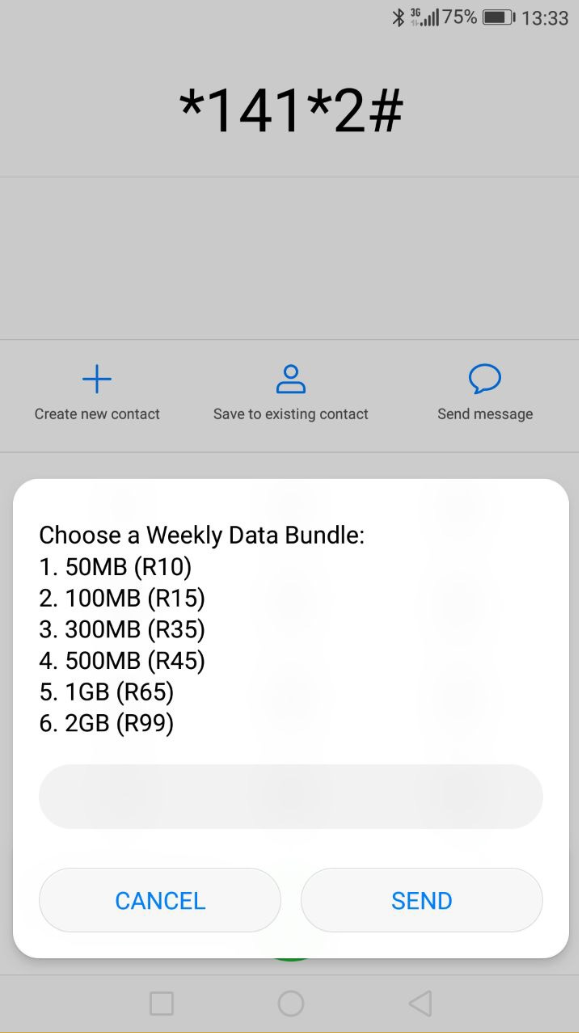 3G 75% 13:33
*141*2#
Create new contact
Save to existing contact
Send message
Choose a Weekly Data Bundle:
1. 50MB (R10)
2. 100MB (R15)
3. 300MB (R35)
4. 500MB (R45)
5. 1GB (R65)
6. 2GB (R99)
CANCEL
SEND